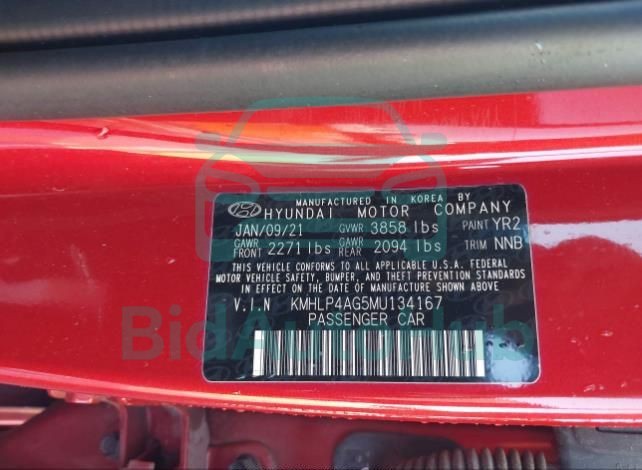 MANUFACTURED IN KOREA BY
HYUNDAI MOTOR COMPANY
JAN/09/21 GVWR 3858 lbs PAINT YR2
GAWR FRONT 2271 lbs GAWR REAR 2094 lbs TRIM NNB
THIS VEHICLE CONFORMS TO ALL APPLICABLE U.S.A. FEDERAL
MOTOR VEHICLE SAFETY, BUMPER, AND THEFT PREVENTION
STANDARDS IN EFFECT ON THE DATE OF MANUFACTURE SHOWN ABOVE
V.I.N KMHLP4AG5MU134167
PASSENGER CAR
BidAutoHub